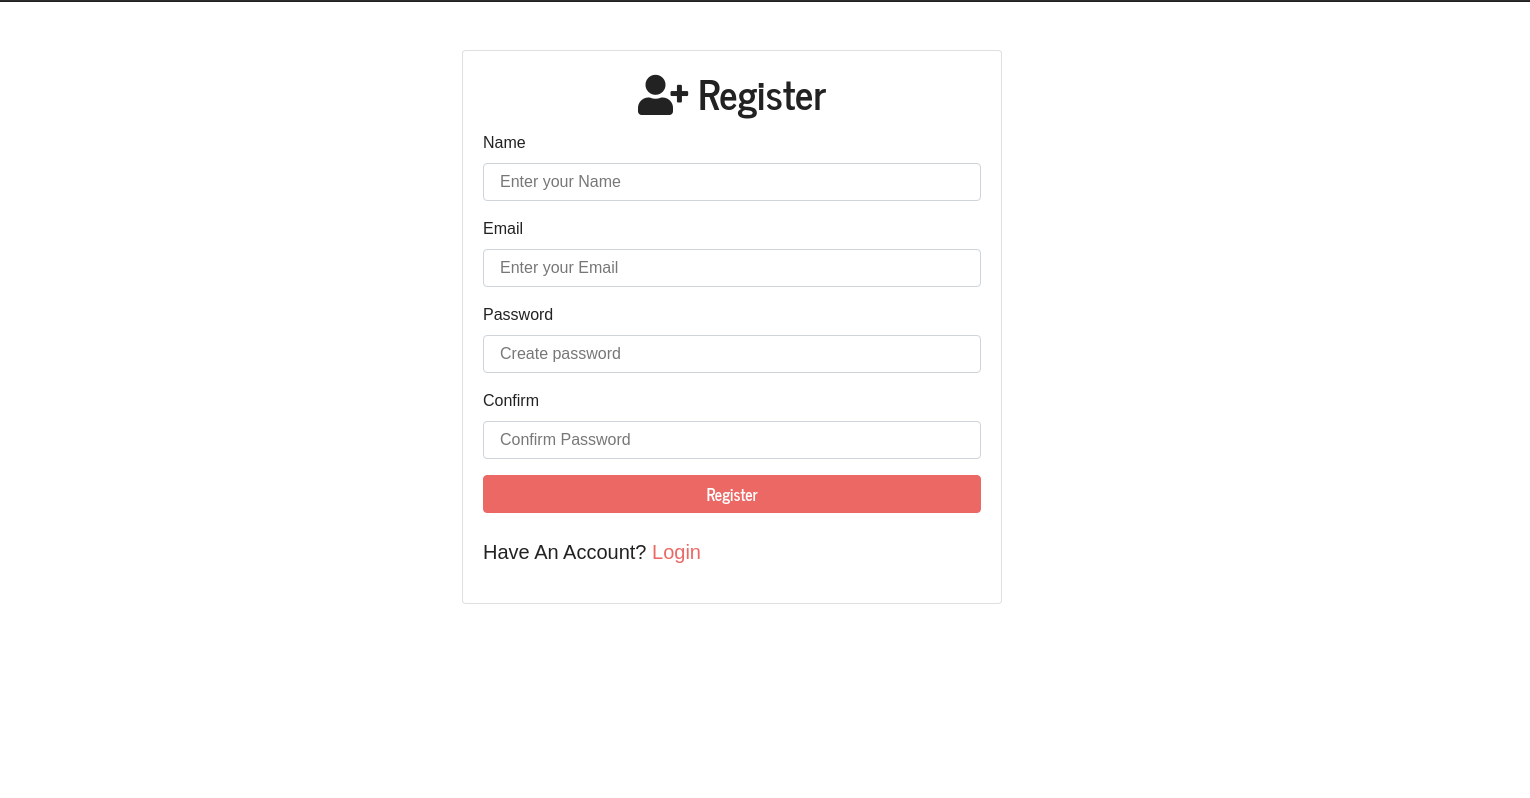 Register
Name
Enter your Name
Email
Enter your Email
Password
Create password
Confirm
Confirm Password
Register
Have An Account? Login